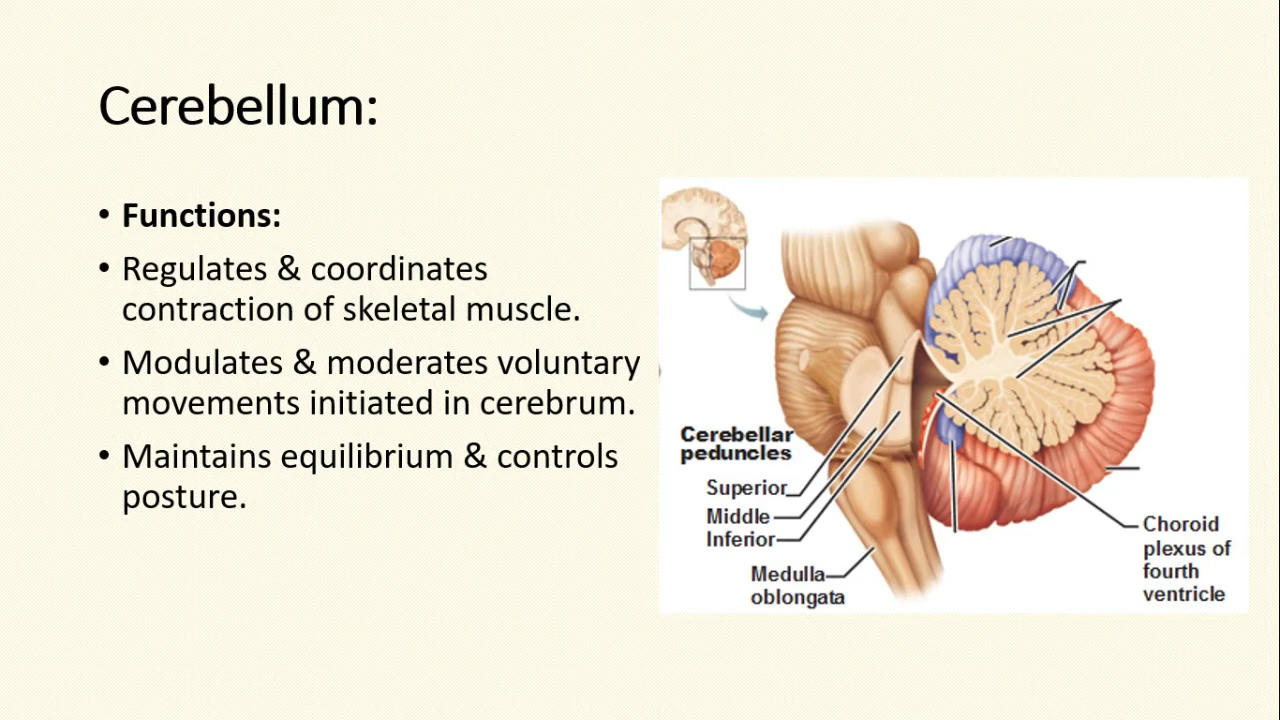 Cerebellum:
• Functions:
• Regulates & coordinates
contraction of skeletal muscle.
• Modulates & moderates voluntary
movements initiated in cerebrum.
• Maintains equilibrium & controls
posture.
Cerebellar
peduncles
Superior
Middle
Inferior
Medulla
oblongata
Choroid
plexus of
fourth
ventricle